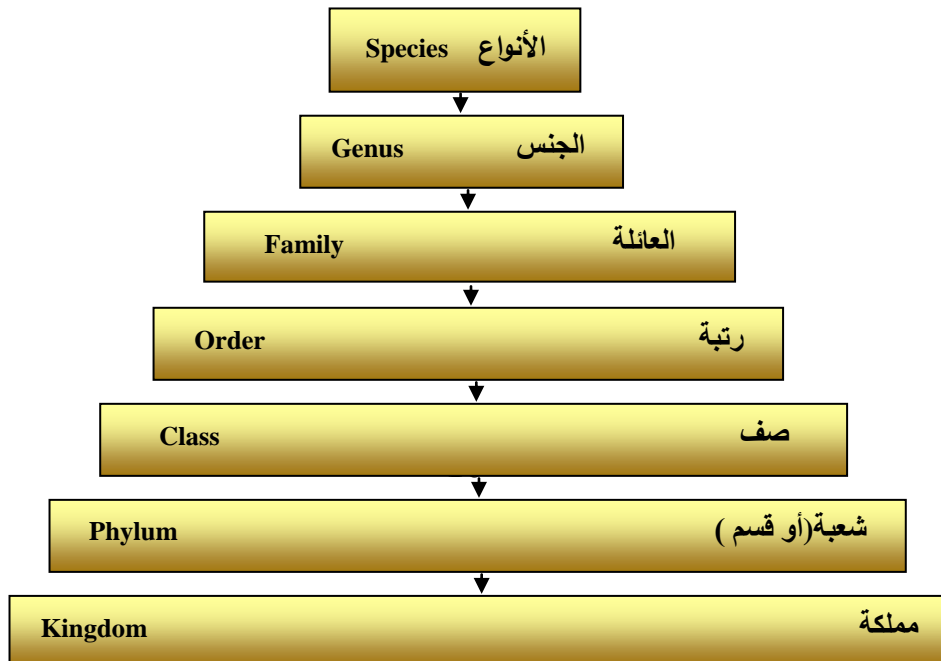 Species الأنواع
Genus الجنس
Family العائلة
Order رتبة
Class صف
Phylum شعبة(أو قسم )
Kingdom مملكة